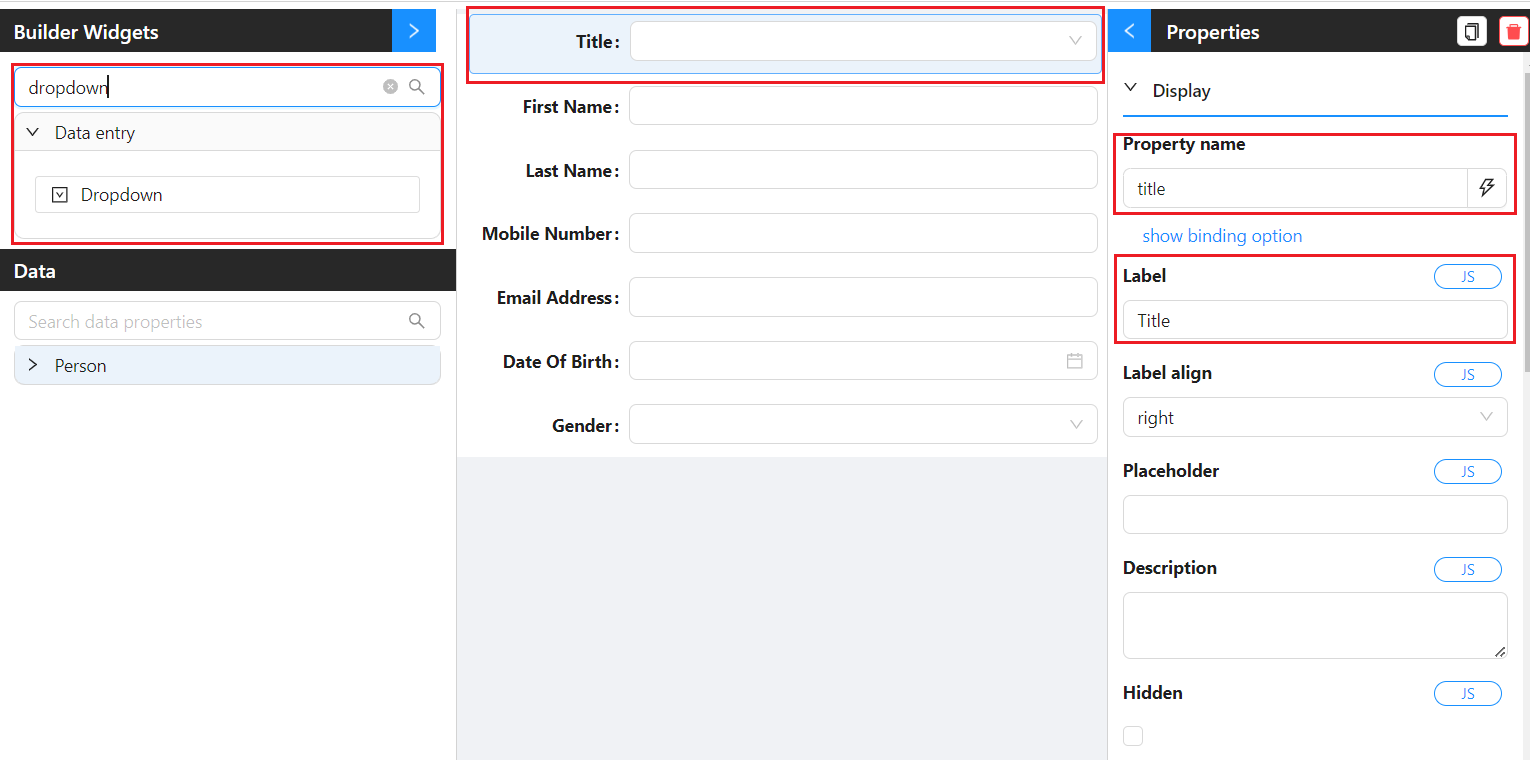 Builder Widgets
dropdown
Data entry
Dropdown
Data
Search data properties
Person
Title:
First Name:
Last Name:
Mobile Number:
Email Address:
Date Of Birth:
Gender:
Properties
Display
Property name
title
show binding option
Label JS
Title
Label align JS
right
Placeholder JS
Description JS
Hidden JS